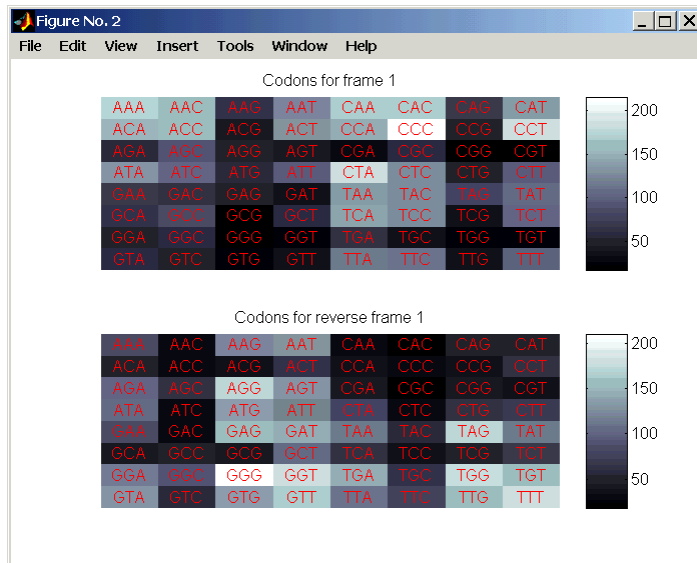 Figure No. 2
File Edit View Insert Tools Window Help
Codons for frame 1
AAA AAC AAG AAT CAA CAC CAG CAT
ACA ACC ACG ACT CCA CCC CCG CCT
AGA AGC AGG AGT CGA CGC CGG CGT
ATA ATC ATG ATT CTA CTC CTG CTT
GAA GAC GAG GAT TAA TAC TAG TAT
GCA GCC GCG GCT TCA TCC TCG TCT
GGA GGC GGG GGT TGA TGC TGG TGT
GTA GTC GTG GTT TTA TTC TTG TTT
200
150
100
50
Codons for reverse frame 1
AAA AAC AAG AAT CAA CAC CAG CAT
ACA ACC ACG ACT CCA CCC CCG CCT
AGA AGC AGG AGT CGA CGC CGG CGT
ATA ATC ATG ATT CTA CTC CTG CTT
GAA GAC GAG GAT TAA TAC TAG TAT
GCA GCC GCG GCT TCA TCC TCG TCT
GGA GGC GGG GGT TGA TGC TGG TGT
GTA GTC GTG GTT TTA TTC TTG TTT
200
150
100
50